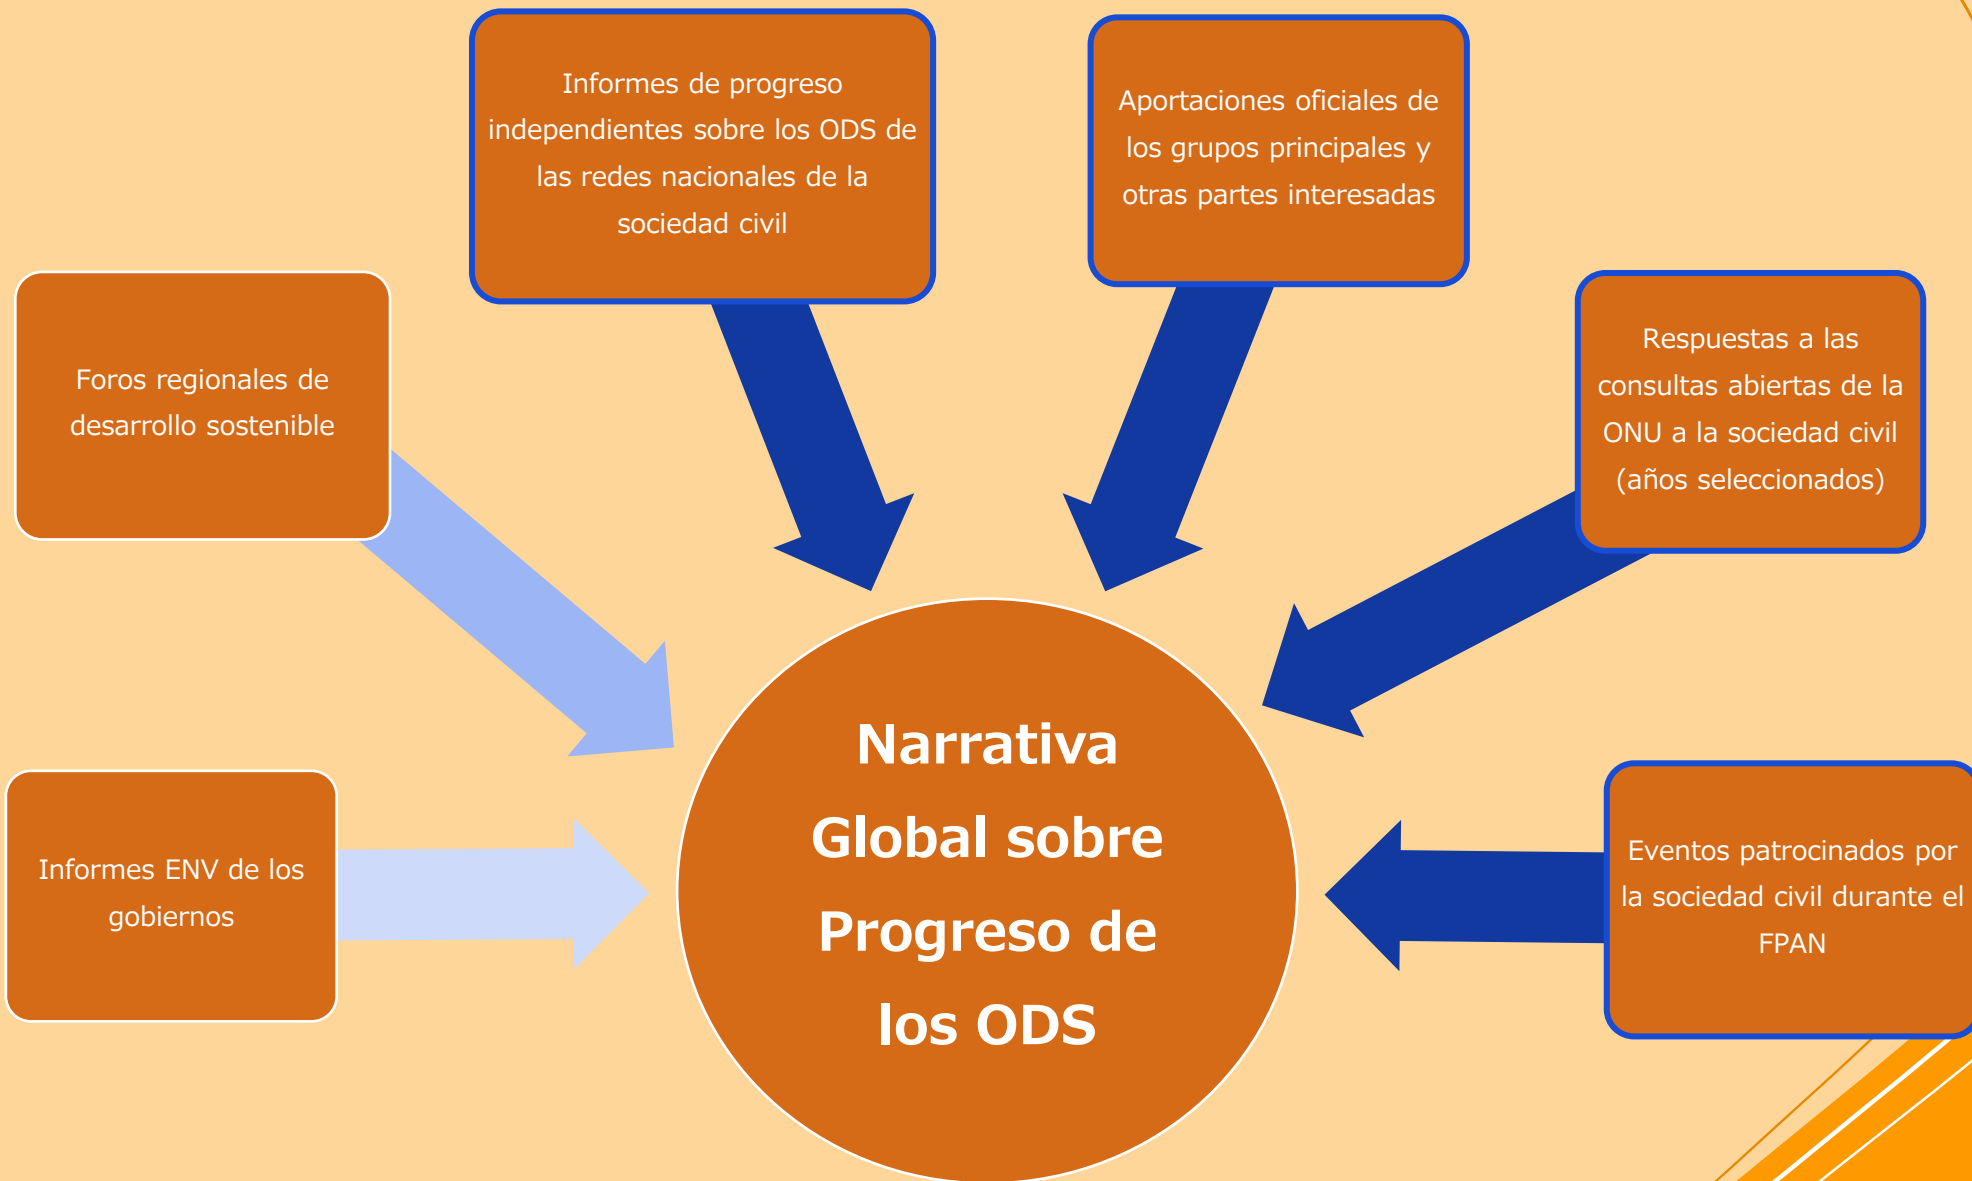 Informes de progreso
independientes sobre los ODS de
las redes nacionales de la
sociedad civil
Aportaciones oficiales de
los grupos principales y
otras partes interesadas
Foros regionales de
desarrollo sostenible
Respuestas a las
consultas abiertas de la
ONU a la sociedad civil
(años seleccionados)
Informes ENV de los
gobiernos
Narrativa
Global sobre
Progreso de
los ODS
Eventos patrocinados por
la sociedad civil durante el
FPAN